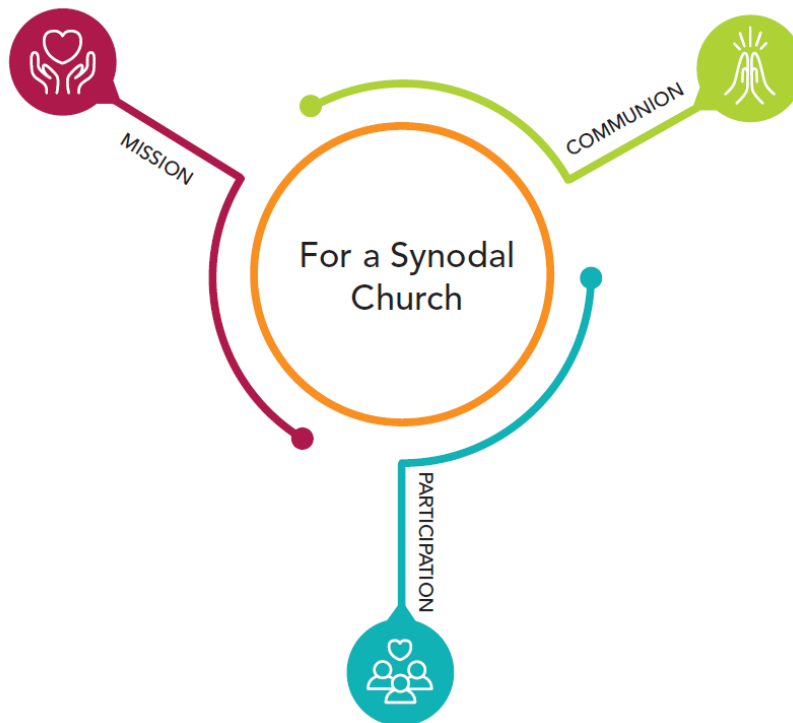 MISSION
COMMUNION
For a Synodal
Church
PARTICIPATION